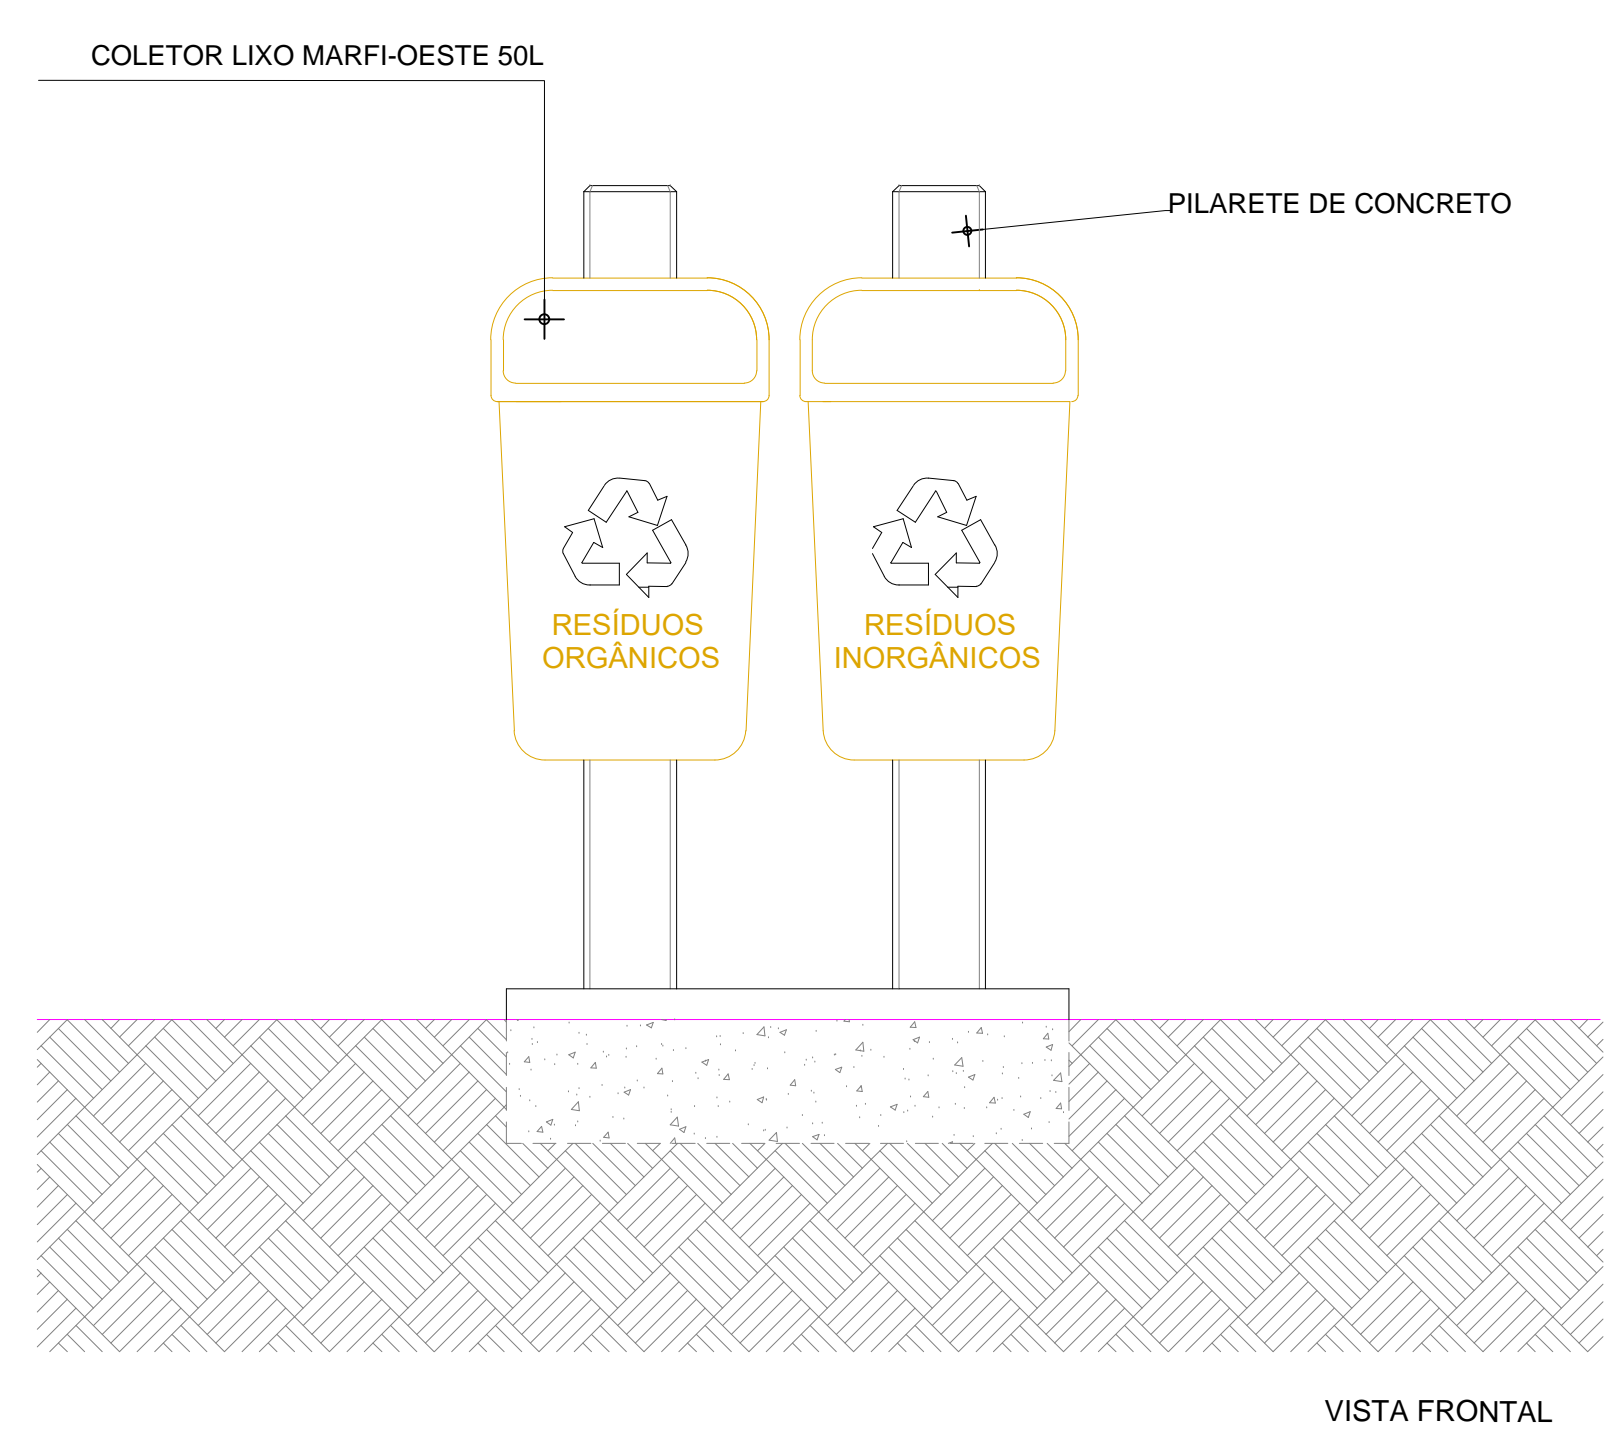 COLETOR LIXO MARFI-OESTE 50L
PILARETE DE CONCRETO
RESÍDUOS
ORGÂNICOS
RESÍDUOS
INORGÂNICOS
VISTA FRONTAL